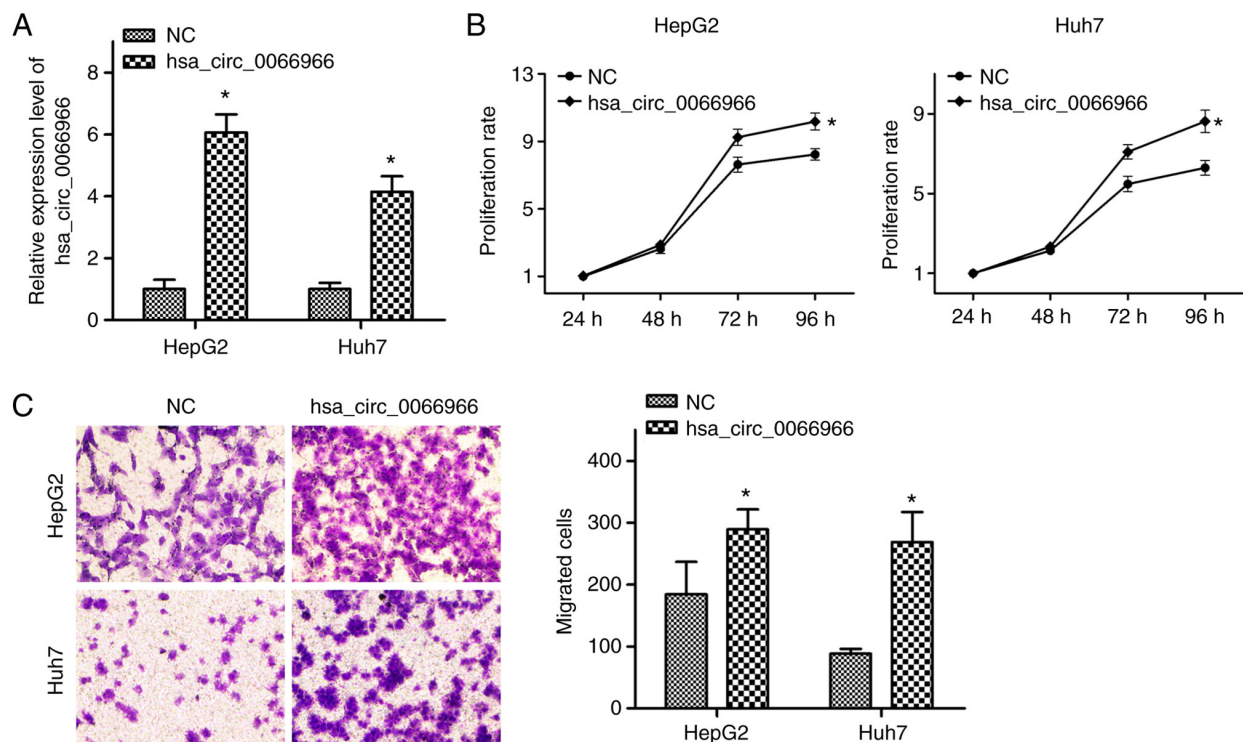 A
NC
hsa_circ_0066966
Relative expression level of
hsa_circ_0066966
8
6
4
2
0
*
*
HepG2
Huh7
B
HepG2
NC
hsa_circ_0066966
Proliferation rate
13
9
5
1
*
24 h
48 h
72 h
96 h
Huh7
NC
hsa_circ_0066966
Proliferation rate
9
5
1
*
24 h
48 h
72 h
96 h
C
NC
hsa_circ_0066966
HepG2
Huh7
NC
hsa_circ_0066966
Migrated cells
400
300
200
100
0
*
*
HepG2
Huh7